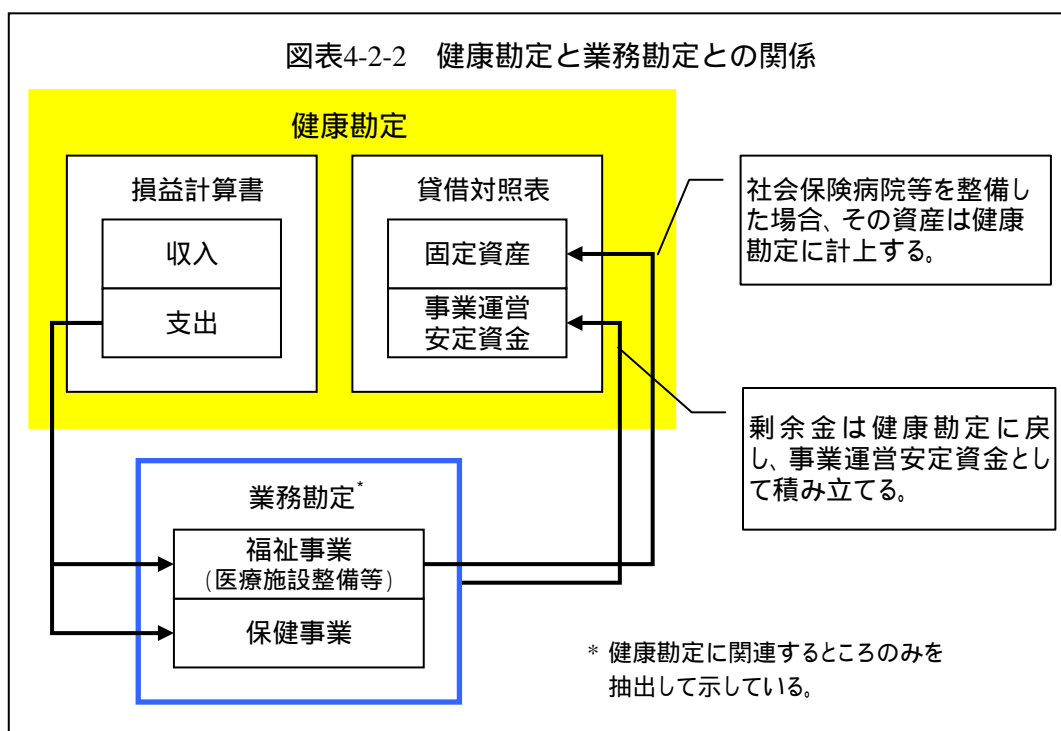 図表4-2-2　健康勘定と業務勘定との関係
健康勘定
損益計算書
収入
支出
貸借対照表
固定資産
事業運営
安定資金
社会保険病院等を整備し
た場合、その資産は健康
勘定に計上する。
剰余金は健康勘定に戻
し、事業運営安定資金とし
て積み立てる。
業務勘定*
福祉事業
(医療施設整備等)
保健事業
* 健康勘定に関連するところのみを
抽出して示している。